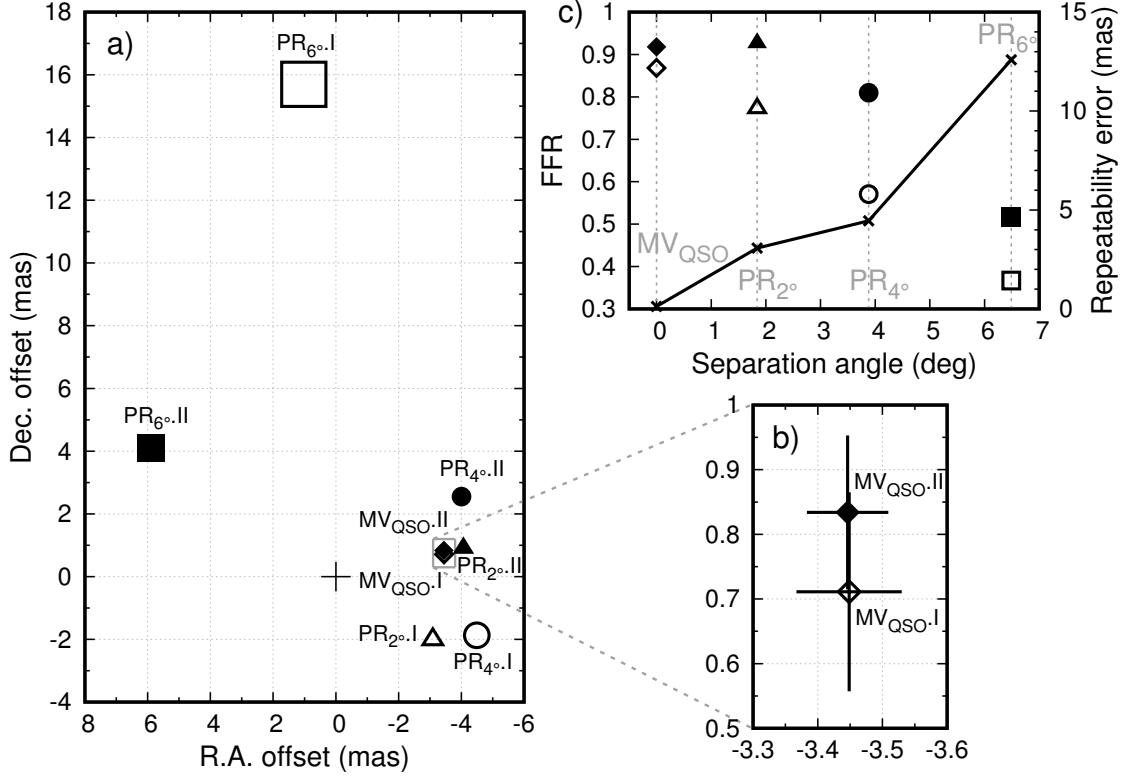 a)
18
16
14
12
10
8
6
4
2
0
-2
-4
8
6
4
2
0
-2
-4
-6
Dec. offset (mas)
R.A. offset (mas)
PR6°.I
PR6°.II
PR4°.II
MVQSO.II
PR2°.II
MVQSO.I
PR2°.I
PR4°.I
c)
1
0.9
0.8
0.7
0.6
0.5
0.4
0.3
FFR
15
10
5
0
Repeatability error (mas)
MVQSO
PR2°
PR4°
PR6°
0
1
2
3
4
5
6
7
Separation angle (deg)
b)
1
0.9
0.8
0.7
0.6
0.5
MVQSO.II
MVQSO.I
-3.3
-3.4
-3.5
-3.6